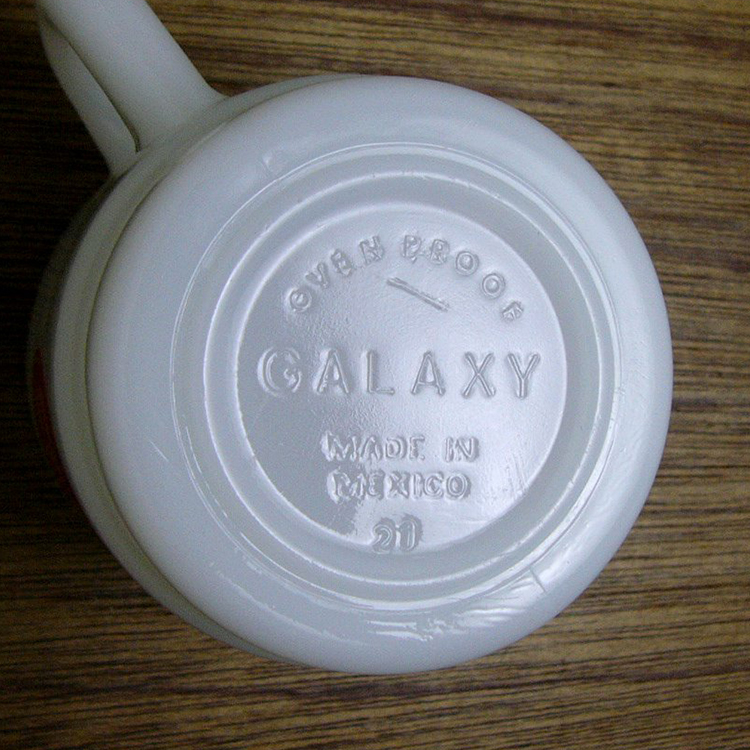 OVEN PROOF
GALAXY
MADE IN
MEXICO
21